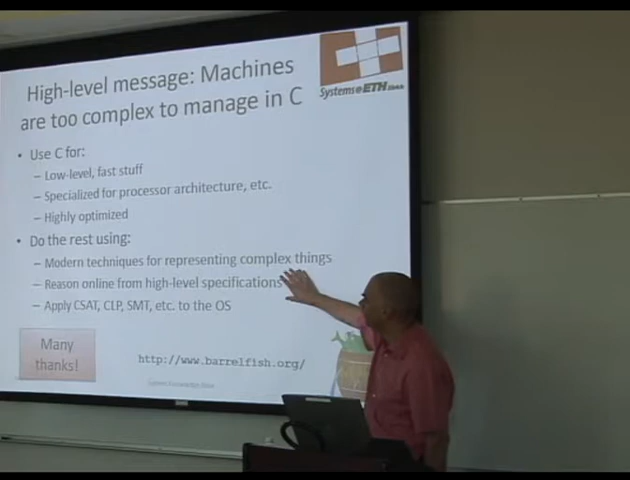 High-level message: Machines
are too complex to manage in C
Systems@ETH
• Use C for:
– Low-level, fast stuff
– Specialized for processor architecture, etc.
– Highly optimized
• Do the rest using:
– Modern techniques for representing complex things
– Reason online from high-level specifications
– Apply CSAT, CLP, SMT, etc. to the OS
Many
thanks!
http://www.barrelfish.org/